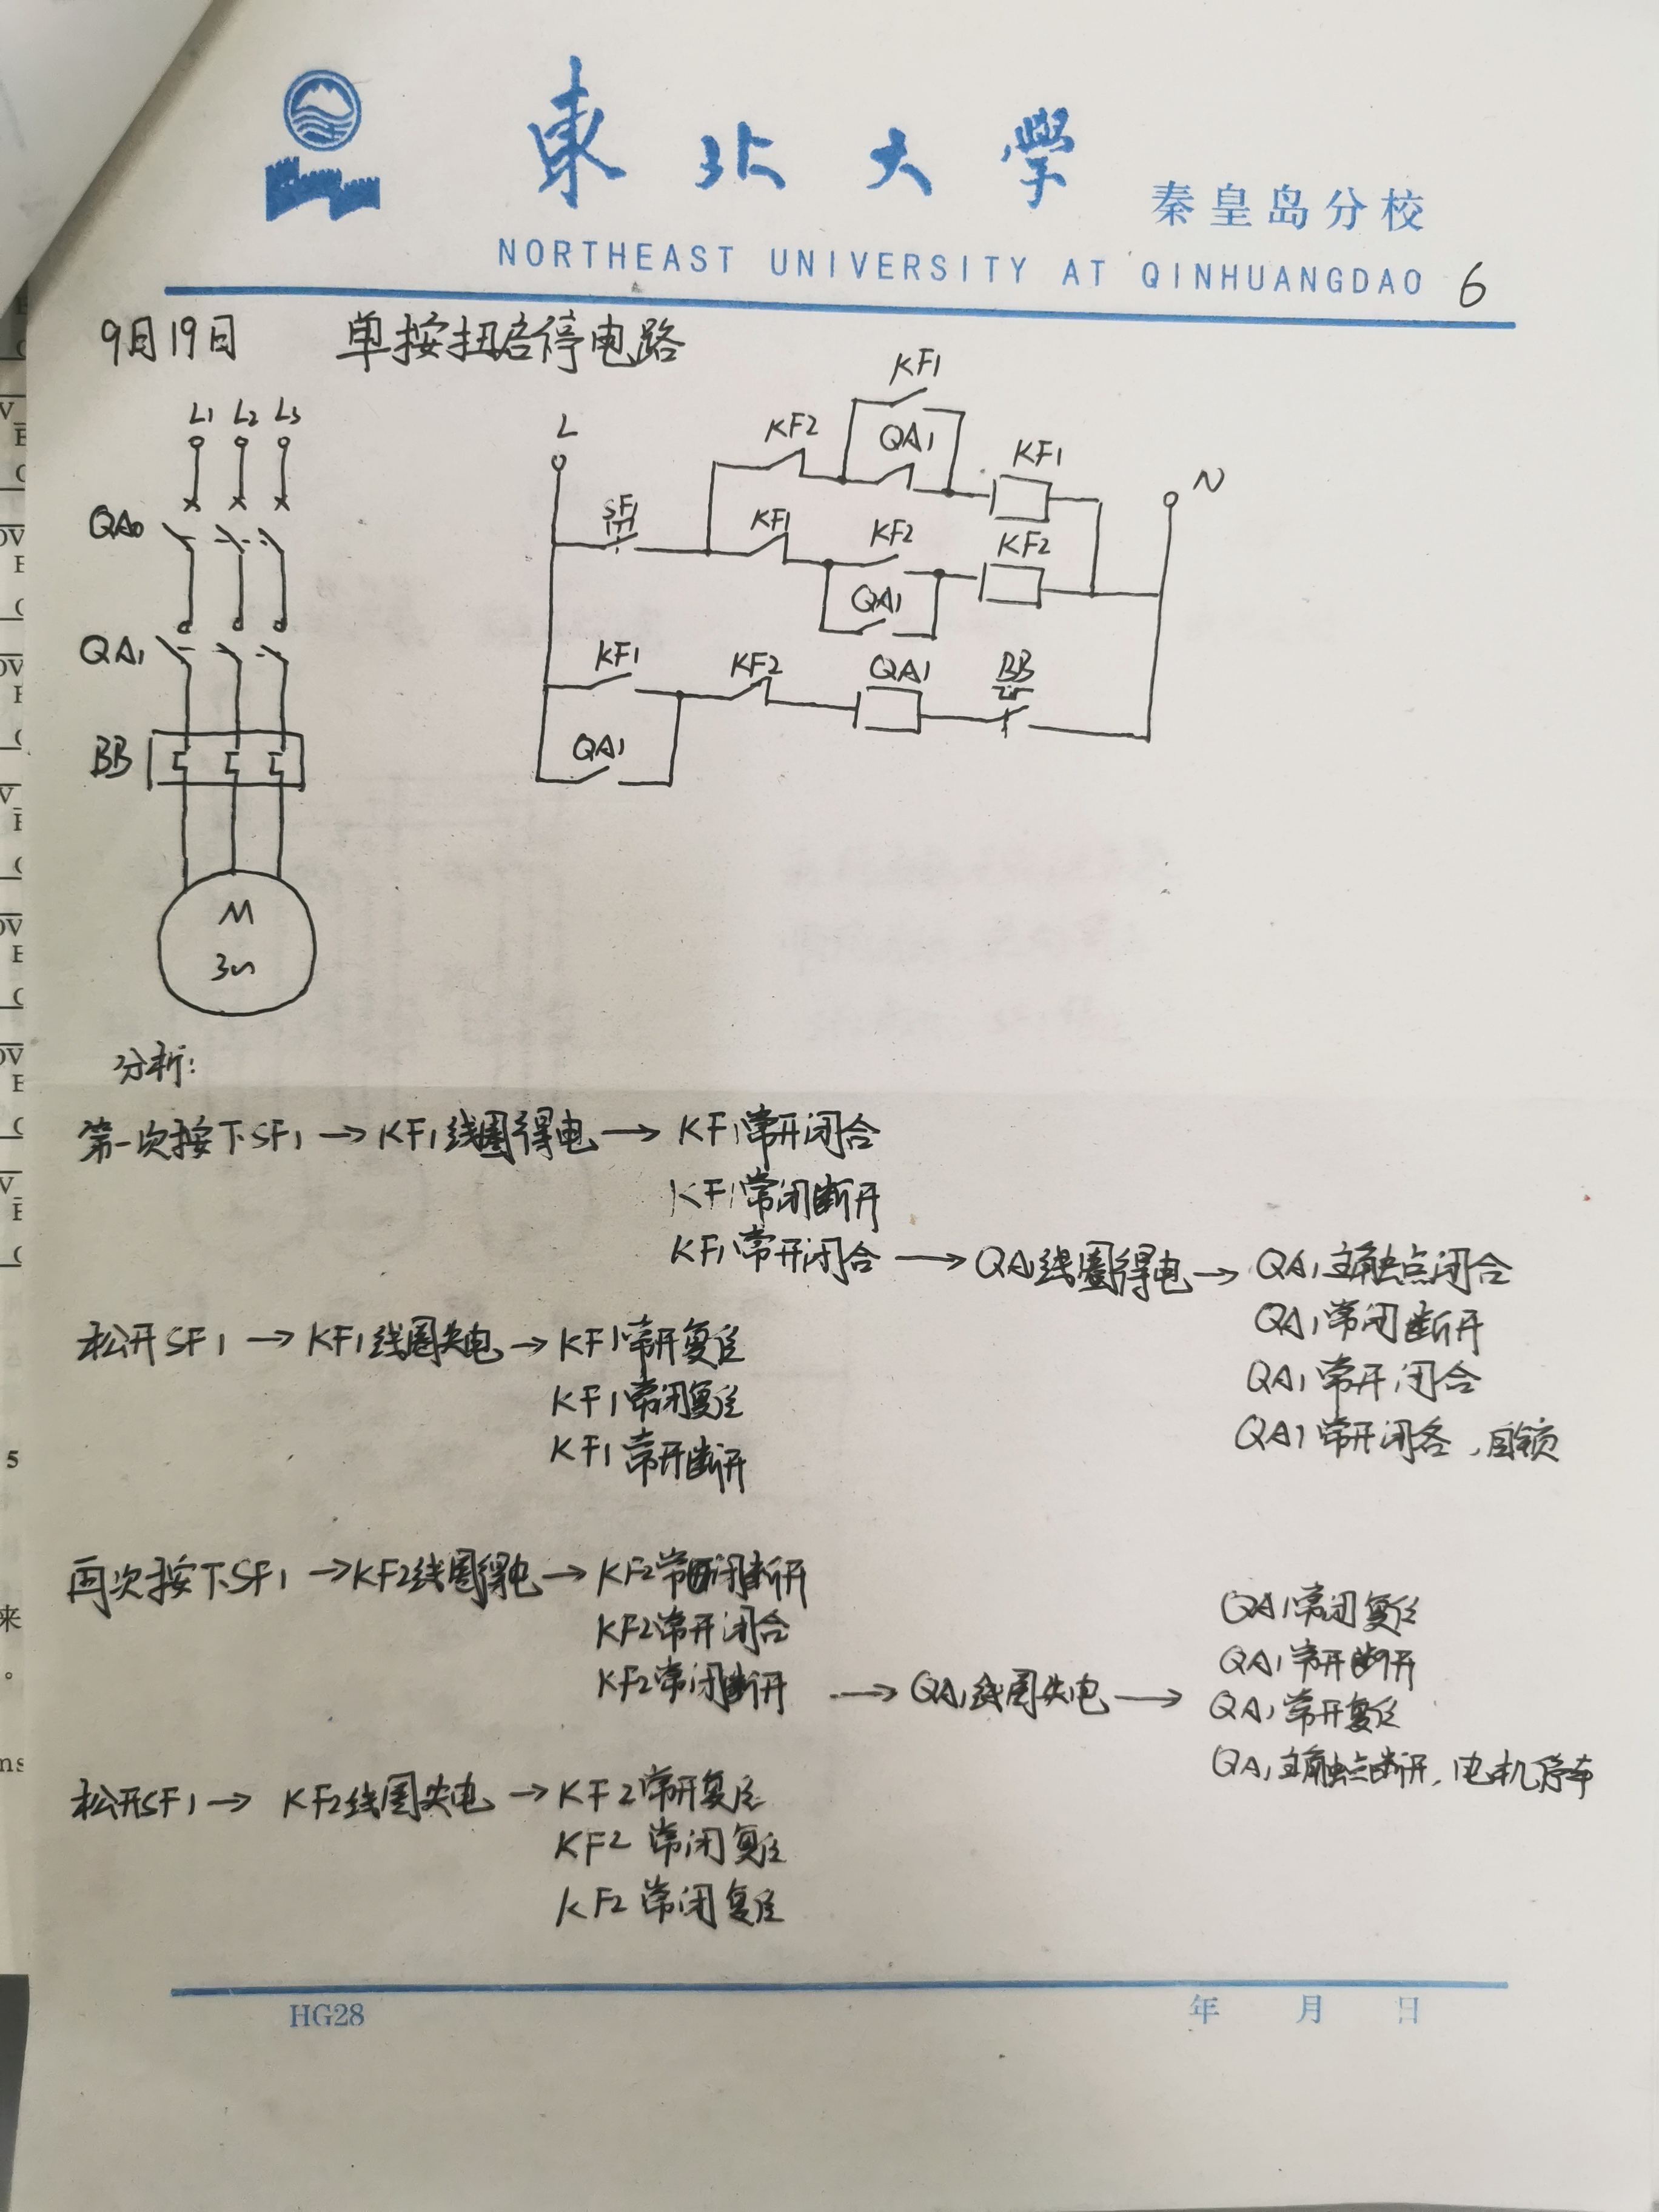 東北大學 秦皇岛分校
NORTHEAST UNIVERSITY AT QINHUANGDAO 6
9月19日 单按扭启停电路
L1 L2 L3
QA0
QA1
BB
M
3~
L
N
KF1
KF2 QA1 KF1
SF1 KF1 KF2 KF2
QA1
KF1 KF2 QA1 BB
QA1
分析:
第一次按下SF1 → KF1线圈得电 → KF1常开闭合
KF1常闭断开
KF1常开闭合 → QA1线圈得电 → QA1主触点闭合
QA1常闭断开
QA1常开闭合
QA1常开闭各,自锁
松开SF1 → KF1线圈失电 → KF1常开复位
KF1常闭复位
KF1常开断开
再次按下SF1 → KF2线圈得电 → KF2常闭断开
KF2常开闭合
KF2常闭断开 → QA1线圈失电 → QA1常闭复位
QA1常开断开
QA1常开复位
QA1主触点断开,电机停车
松开SF1 → KF2线圈失电 → KF2常开复位
KF2常闭复位
KF2常闭复位
HG28 年 月 日
5
来
。
ms